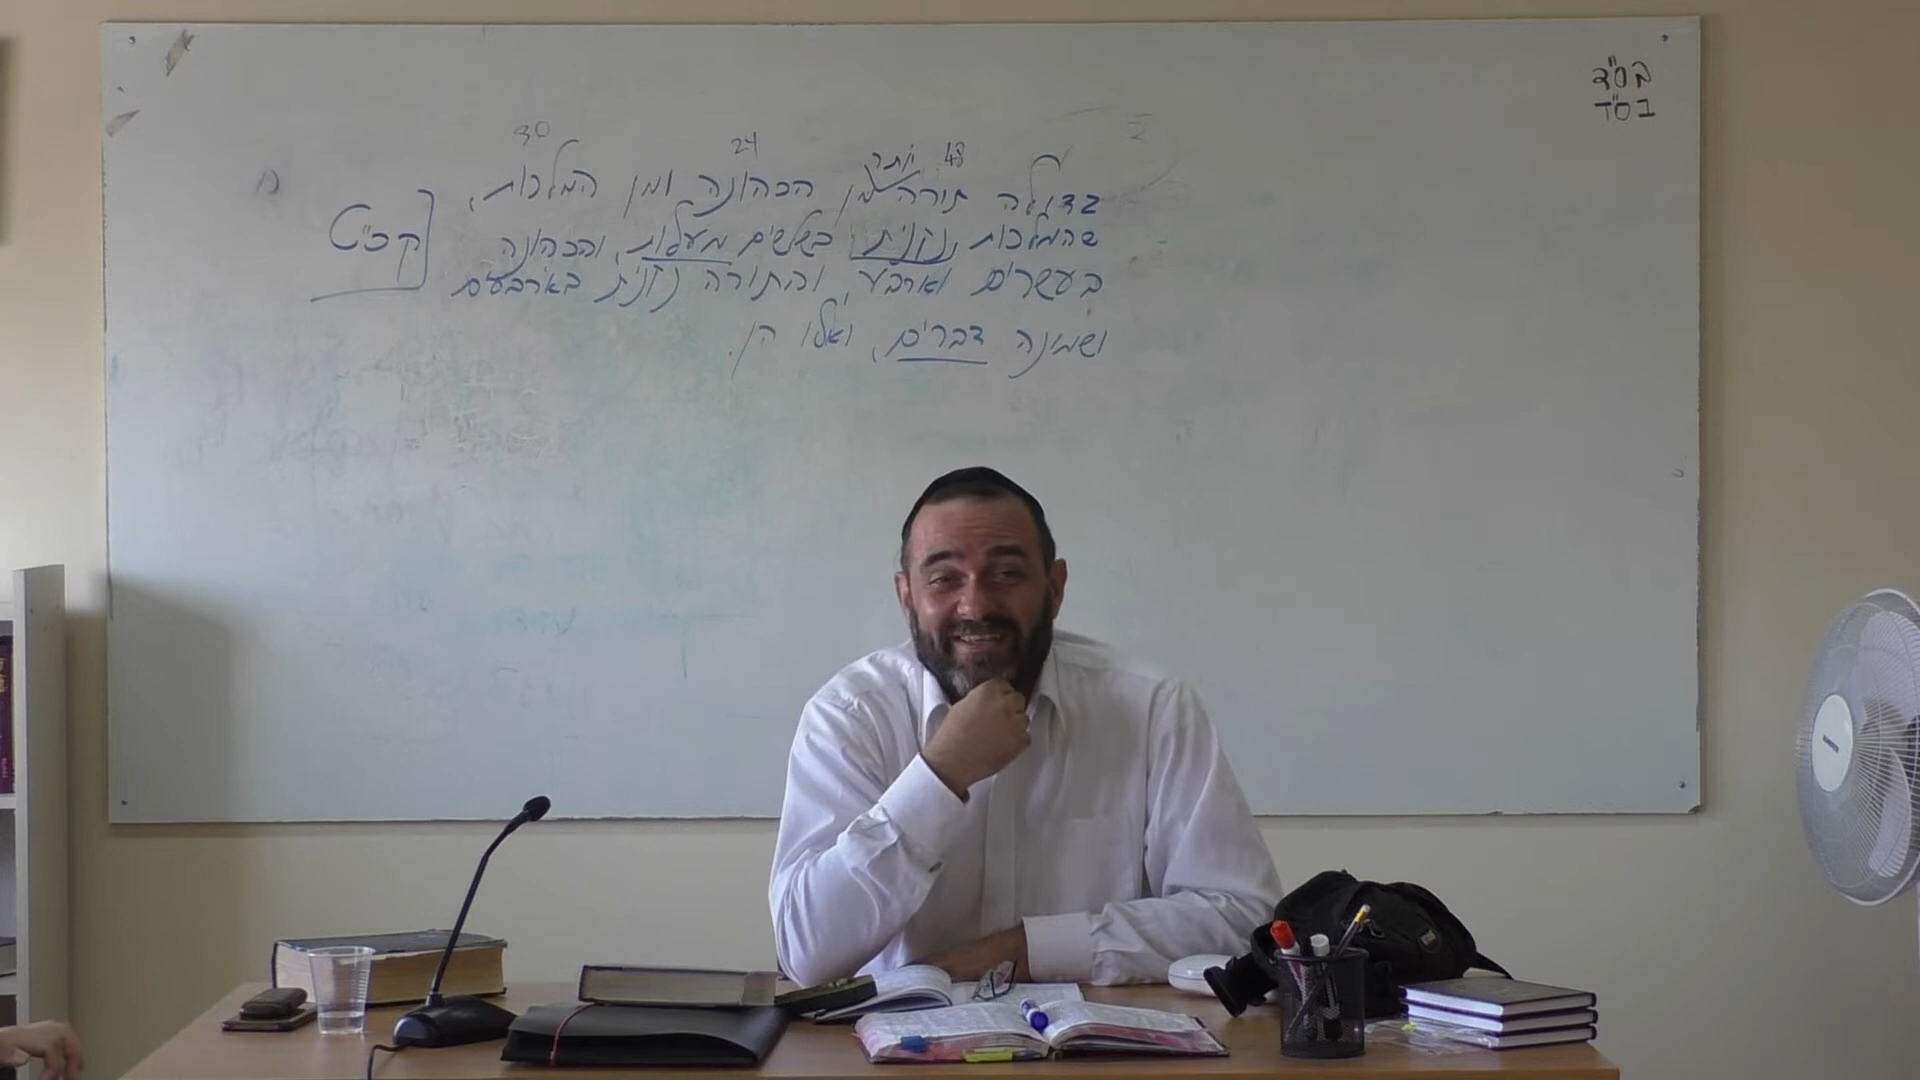 בס"ד
בס"ד
30 24 48 יותר
גדולה תורה מן הכהונה ומן המלכות,
שהמלכות נקנית בשלשים מעלות, והכהונה
בעשרים וארבע, והתורה נקנית בארבעים
ושמונה דברים, ואלו הן.